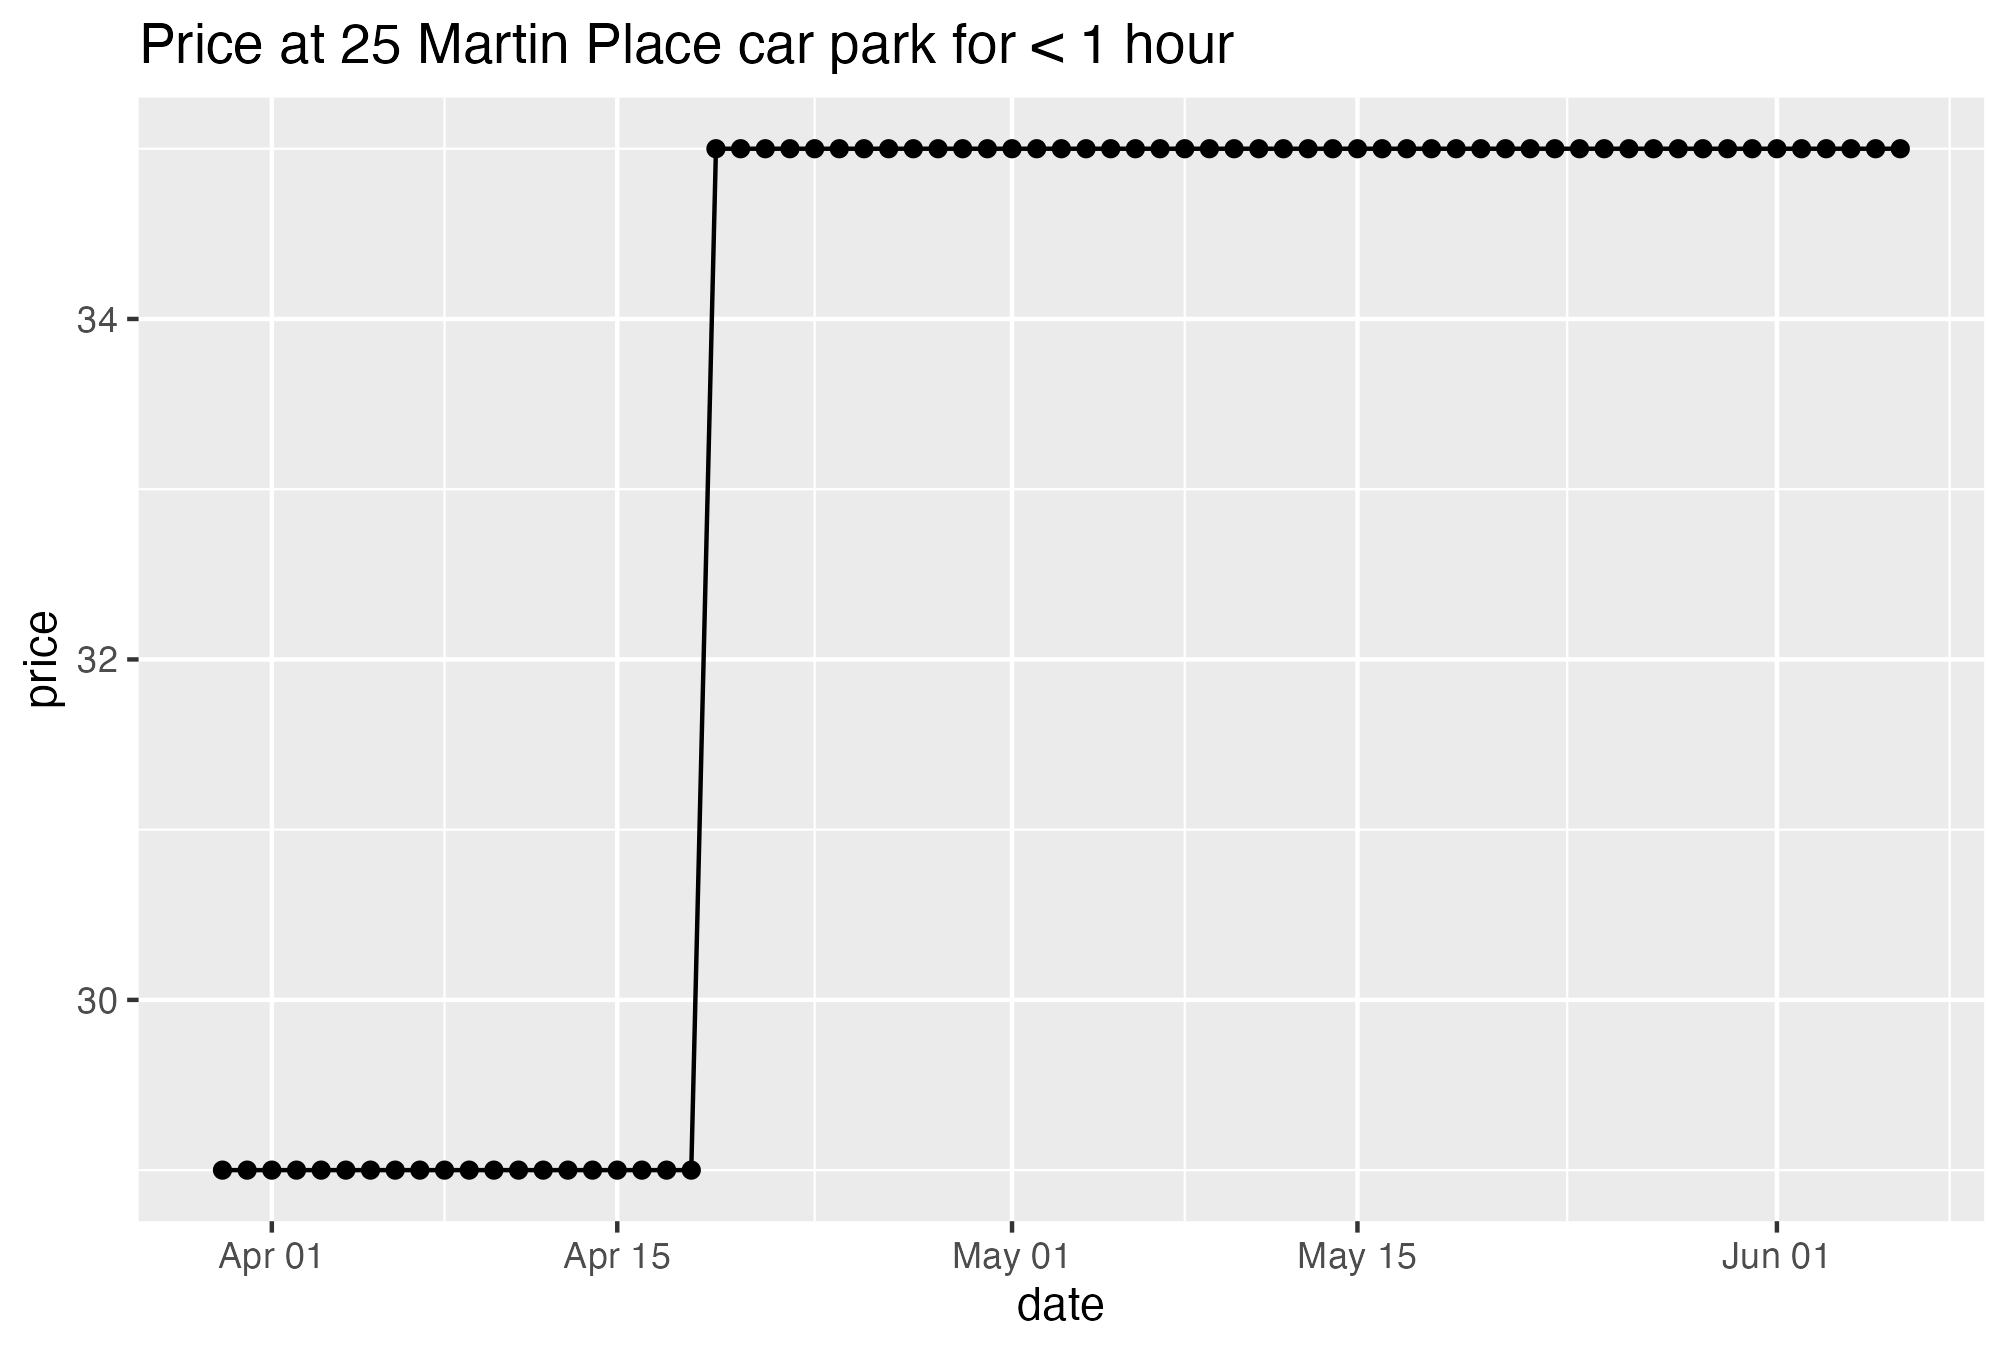 Price at 25 Martin Place car park for < 1 hour
price
34
32
30
Apr 01 Apr 15 May 01 May 15 Jun 01
date